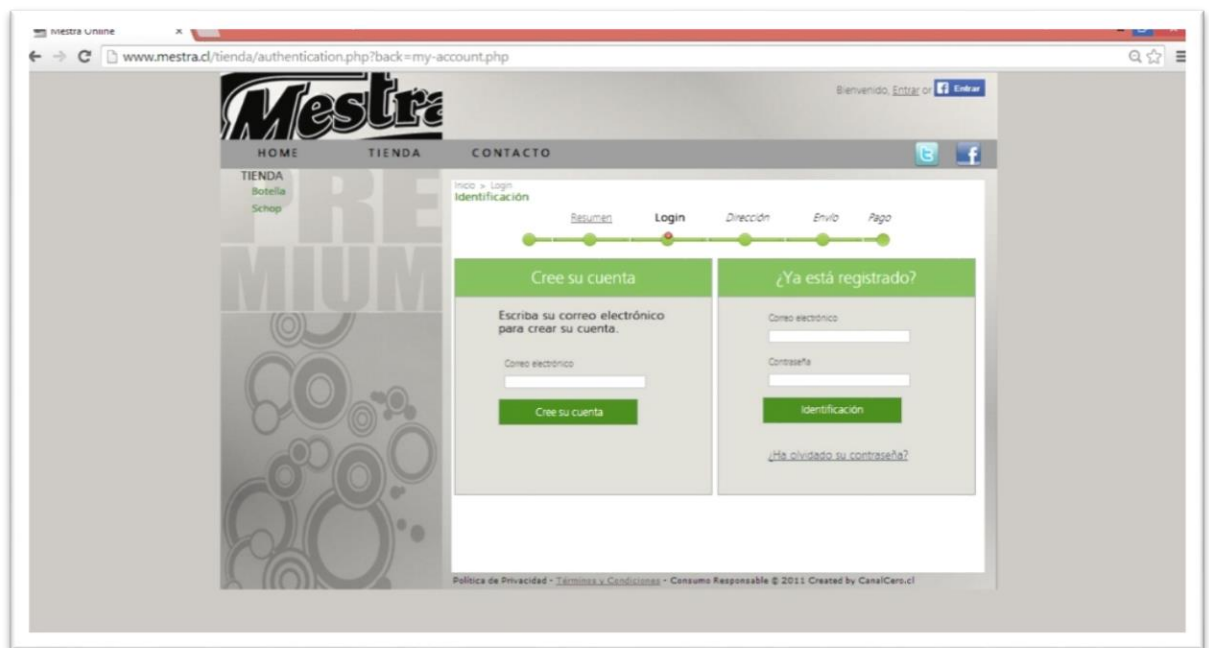 Mestra Online
www.mestra.cl/tienda/authentication.php?back=my-account.php
Mestra
Bienvenido, Entrar or Entrar
HOME TIENDA CONTACTO
TIENDA
Botella
Schop
PRE
MIUM
Inicio > Login
Identificación
Resumen Login Dirección Envío Pago
Cree su cuenta
Escriba su correo electrónico
para crear su cuenta.
Correo electrónico
Cree su cuenta
¿Ya está registrado?
Correo electrónico
Contraseña
Identificación
¿Ha olvidado su contraseña?
Política de Privacidad - Términos y Condiciones - Consumo Responsable © 2011 Created by CanalCero.cl